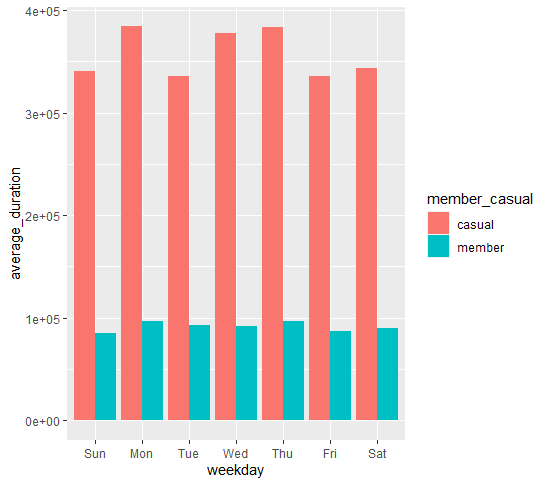 4e+05
3e+05
2e+05
1e+05
0e+00
average_duration
Sun Mon Tue Wed Thu Fri Sat
weekday
member_casual
casual
member